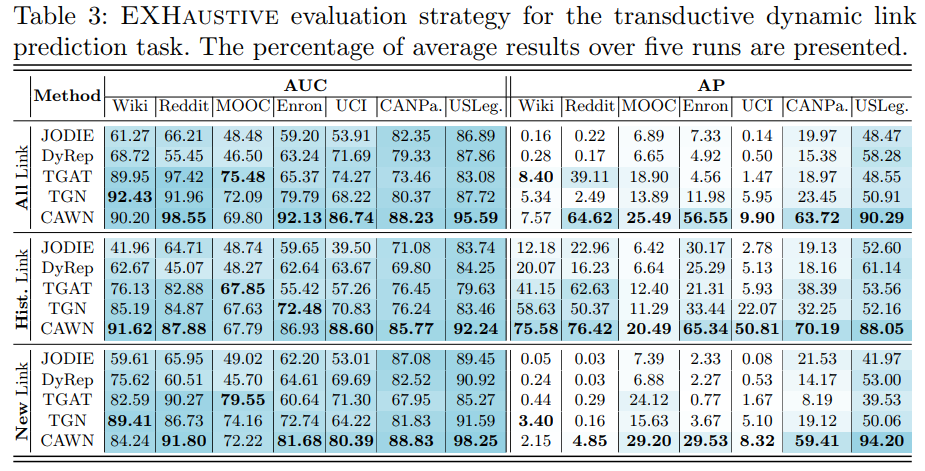 Table 3: EXHAUSTIVE evaluation strategy for the transductive dynamic link
prediction task. The percentage of average results over five runs are presented.
Method AUC AP
Wiki Reddit MOOC Enron UCI CANPa. USLeg. Wiki Reddit MOOC Enron UCI CANPa. USLeg.
All Link
JODIE 61.27 66.21 48.48 59.20 53.91 82.35 86.89 0.16 0.22 6.89 7.33 0.14 19.97 48.47
DyRep 68.72 55.45 46.50 63.24 71.69 79.33 87.86 0.28 0.17 6.65 4.92 0.50 15.38 58.28
TGAT 89.95 97.42 75.48 65.37 74.27 73.46 83.08 8.40 39.11 18.90 4.56 1.47 18.97 48.55
TGN 92.43 91.96 72.09 79.79 68.22 80.37 87.72 5.34 2.49 13.89 11.98 5.95 23.45 50.91
CAWN 90.20 98.55 69.80 92.13 86.74 88.23 95.59 7.57 64.62 25.49 56.55 9.90 63.72 90.29
Hist. Link
JODIE 41.96 64.71 48.74 59.65 39.50 71.08 83.74 12.18 22.96 6.42 30.17 2.78 19.13 52.60
DyRep 62.67 45.07 48.27 62.64 63.67 69.80 84.25 20.07 16.23 6.64 25.29 5.13 18.16 61.14
TGAT 76.13 82.88 67.85 55.42 57.26 76.45 79.63 41.15 62.63 12.40 21.31 5.93 38.39 53.56
TGN 85.19 84.87 67.63 72.48 70.83 76.24 83.46 58.63 50.37 11.29 33.44 22.07 32.25 52.16
CAWN 91.62 87.88 67.79 86.93 88.60 85.77 92.24 75.58 76.42 20.49 65.34 50.81 70.19 88.05
New Link
JODIE 59.61 65.95 49.02 62.20 53.01 87.08 89.45 0.05 0.03 7.39 2.33 0.08 21.53 41.97
DyRep 75.62 60.51 45.70 64.61 69.69 82.52 90.92 0.24 0.03 6.88 2.27 0.53 14.17 53.00
TGAT 82.59 90.27 79.55 60.64 71.30 67.95 85.27 0.44 0.29 24.12 0.77 1.67 8.19 39.53
TGN 89.41 86.73 74.16 72.74 64.22 81.83 91.59 3.40 0.16 15.63 3.67 5.10 19.12 50.06
CAWN 84.24 91.80 72.22 81.68 80.39 88.83 98.25 2.15 4.85 29.20 29.53 8.32 59.41 94.20